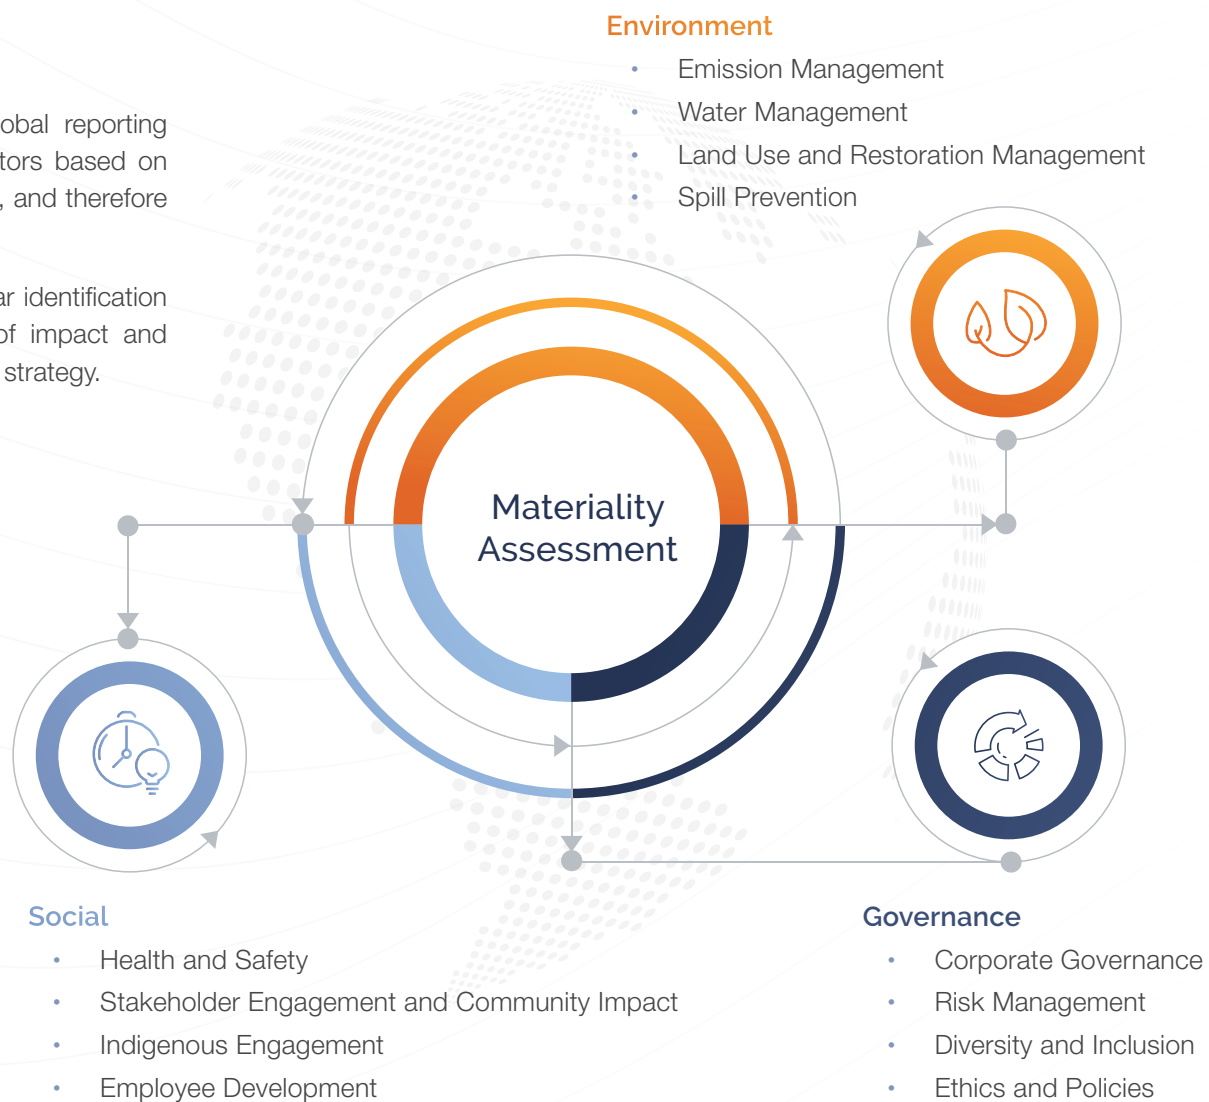 Environment
• Emission Management
• Water Management
• Land Use and Restoration Management
• Spill Prevention
obal reporting
tors based on
, and therefore
ar identification
of impact and
strategy.
Materiality
Assessment
Social
• Health and Safety
• Stakeholder Engagement and Community Impact
• Indigenous Engagement
• Employee Development
Governance
• Corporate Governance
• Risk Management
• Diversity and Inclusion
• Ethics and Policies